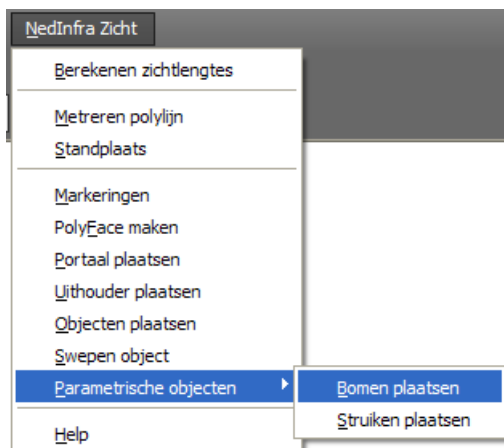 NedInfra Zicht
Berekenen zichtlengtes
Metreren polylijn
Standplaats
Markeringen
PolyFace maken
Portaal plaatsen
Uithouder plaatsen
Objecten plaatsen
Swepen object
Parametrische objecten
Bomen plaatsen
Struiken plaatsen
Help